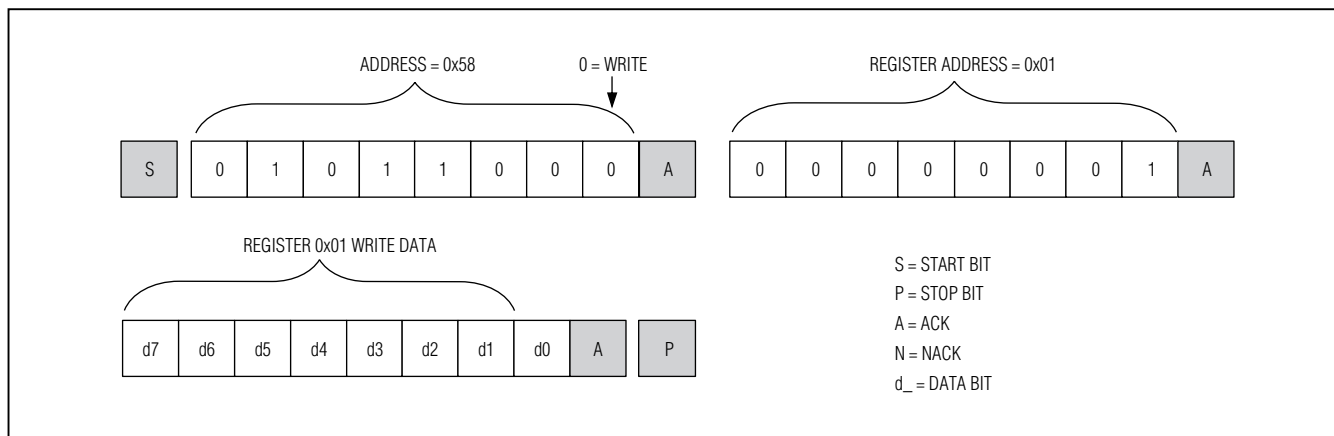 ADDRESS = 0x58 0 = WRITE REGISTER ADDRESS = 0x01
S 0 1 0 1 1 0 0 0 A 0 0 0 0 0 0 0 1 A
REGISTER 0x01 WRITE DATA
d7 d6 d5 d4 d3 d2 d1 d0 A P
S = START BIT
P = STOP BIT
A = ACK
N = NACK
d_ = DATA BIT